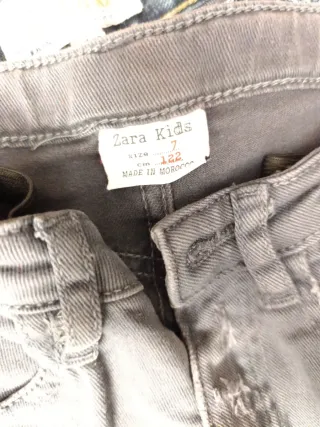 Zara Kids
SIZE 7
CM 122
MADE IN MOROCCO